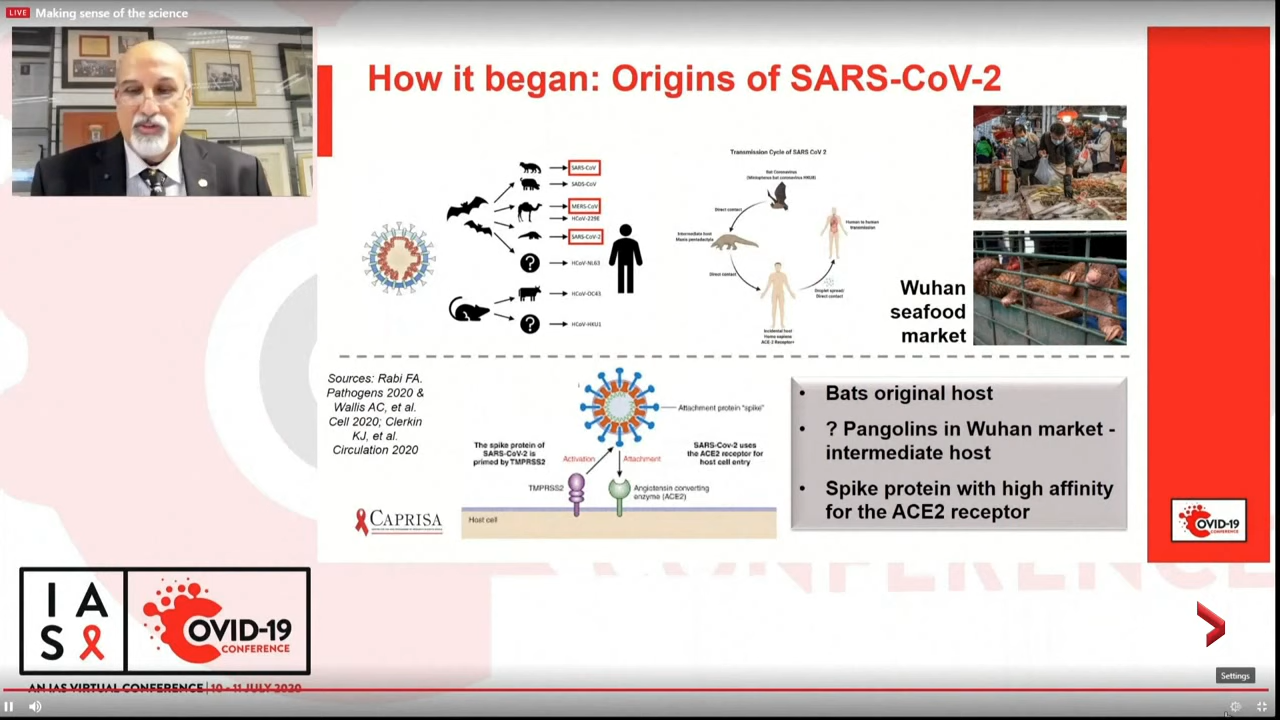 LIVE Making sense of the science
How it began: Origins of SARS-CoV-2
SARS-CoV
SADS-CoV
MERS-CoV
HCoV-229E
SARS-CoV-2
HCoV-NL63
HCoV-OC43
HCoV-HKU1
?
?
Transmission Cycle of SARS CoV 2
Bat Coronavirus
Direct contact
Intermediate host
Manis pentadactyla
Direct contact
Human to human
transmission
Droplet spread/
Direct contact
Incidental host
Homo sapiens
ACE-2 Receptor+
Wuhan
seafood
market
Sources: Rabi FA.
Pathogens 2020 &
Wallis AC, et al.
Cell 2020; Clerkin
KJ, et al.
Circulation 2020
CAPRISA
Attachment protein "spike"
The spike protein of
SARS-CoV-2 is
primed by TMPRSS2
SARS-Cov-2 uses
the ACE2 receptor for
host cell entry
Activation
Attachment
TMPRSS2
Angiotensin converting
enzyme (ACE2)
Host cell
• Bats original host
• ? Pangolins in Wuhan market -
intermediate host
• Spike protein with high affinity
for the ACE2 receptor
COVID-19
CONFERENCE
CONFERENCE
IAS
COVID-19
CONFERENCE
AN IAS VIRTUAL CONFERENCE | 10 - 11 JULY 2020
Settings